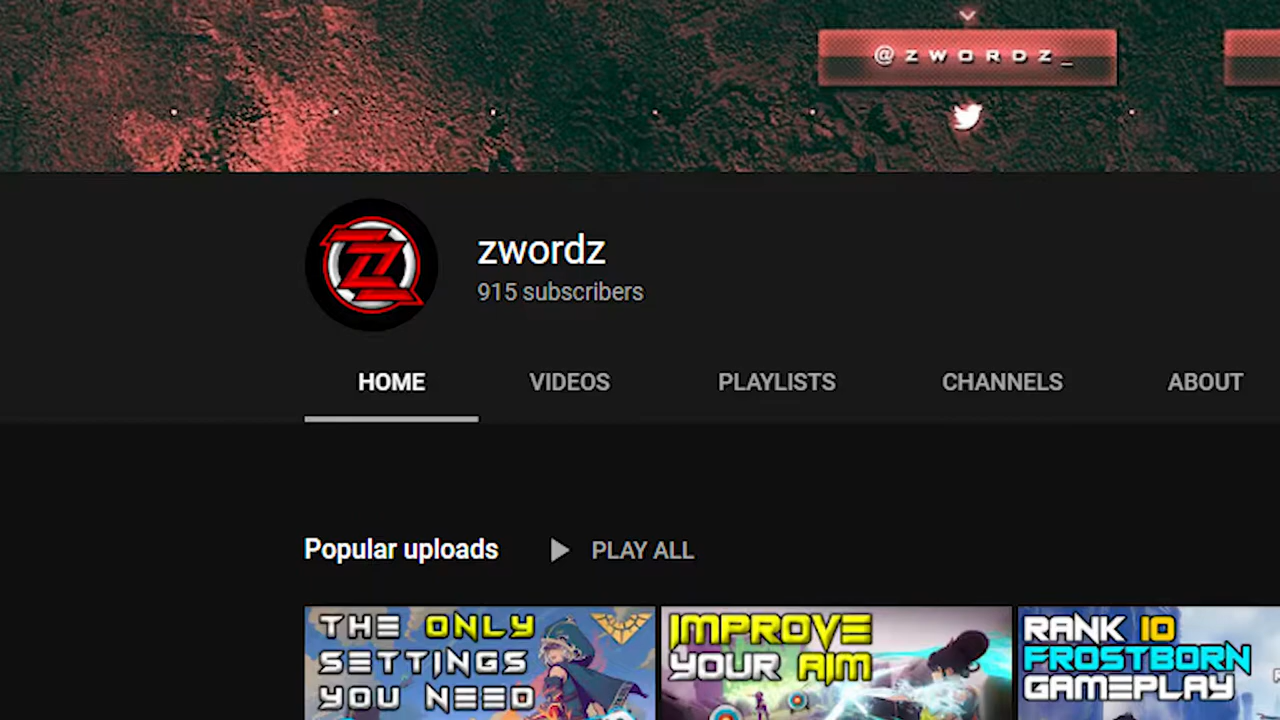 @ZWORDZ_
zwordz
915 subscribers
HOME VIDEOS PLAYLISTS CHANNELS ABOUT
Popular uploads PLAY ALL
THE ONLY
SETTINGS
YOU NEED
IMPROVE
YOUR AIM
RANK 10
FROSTBORN
GAMEPLAY